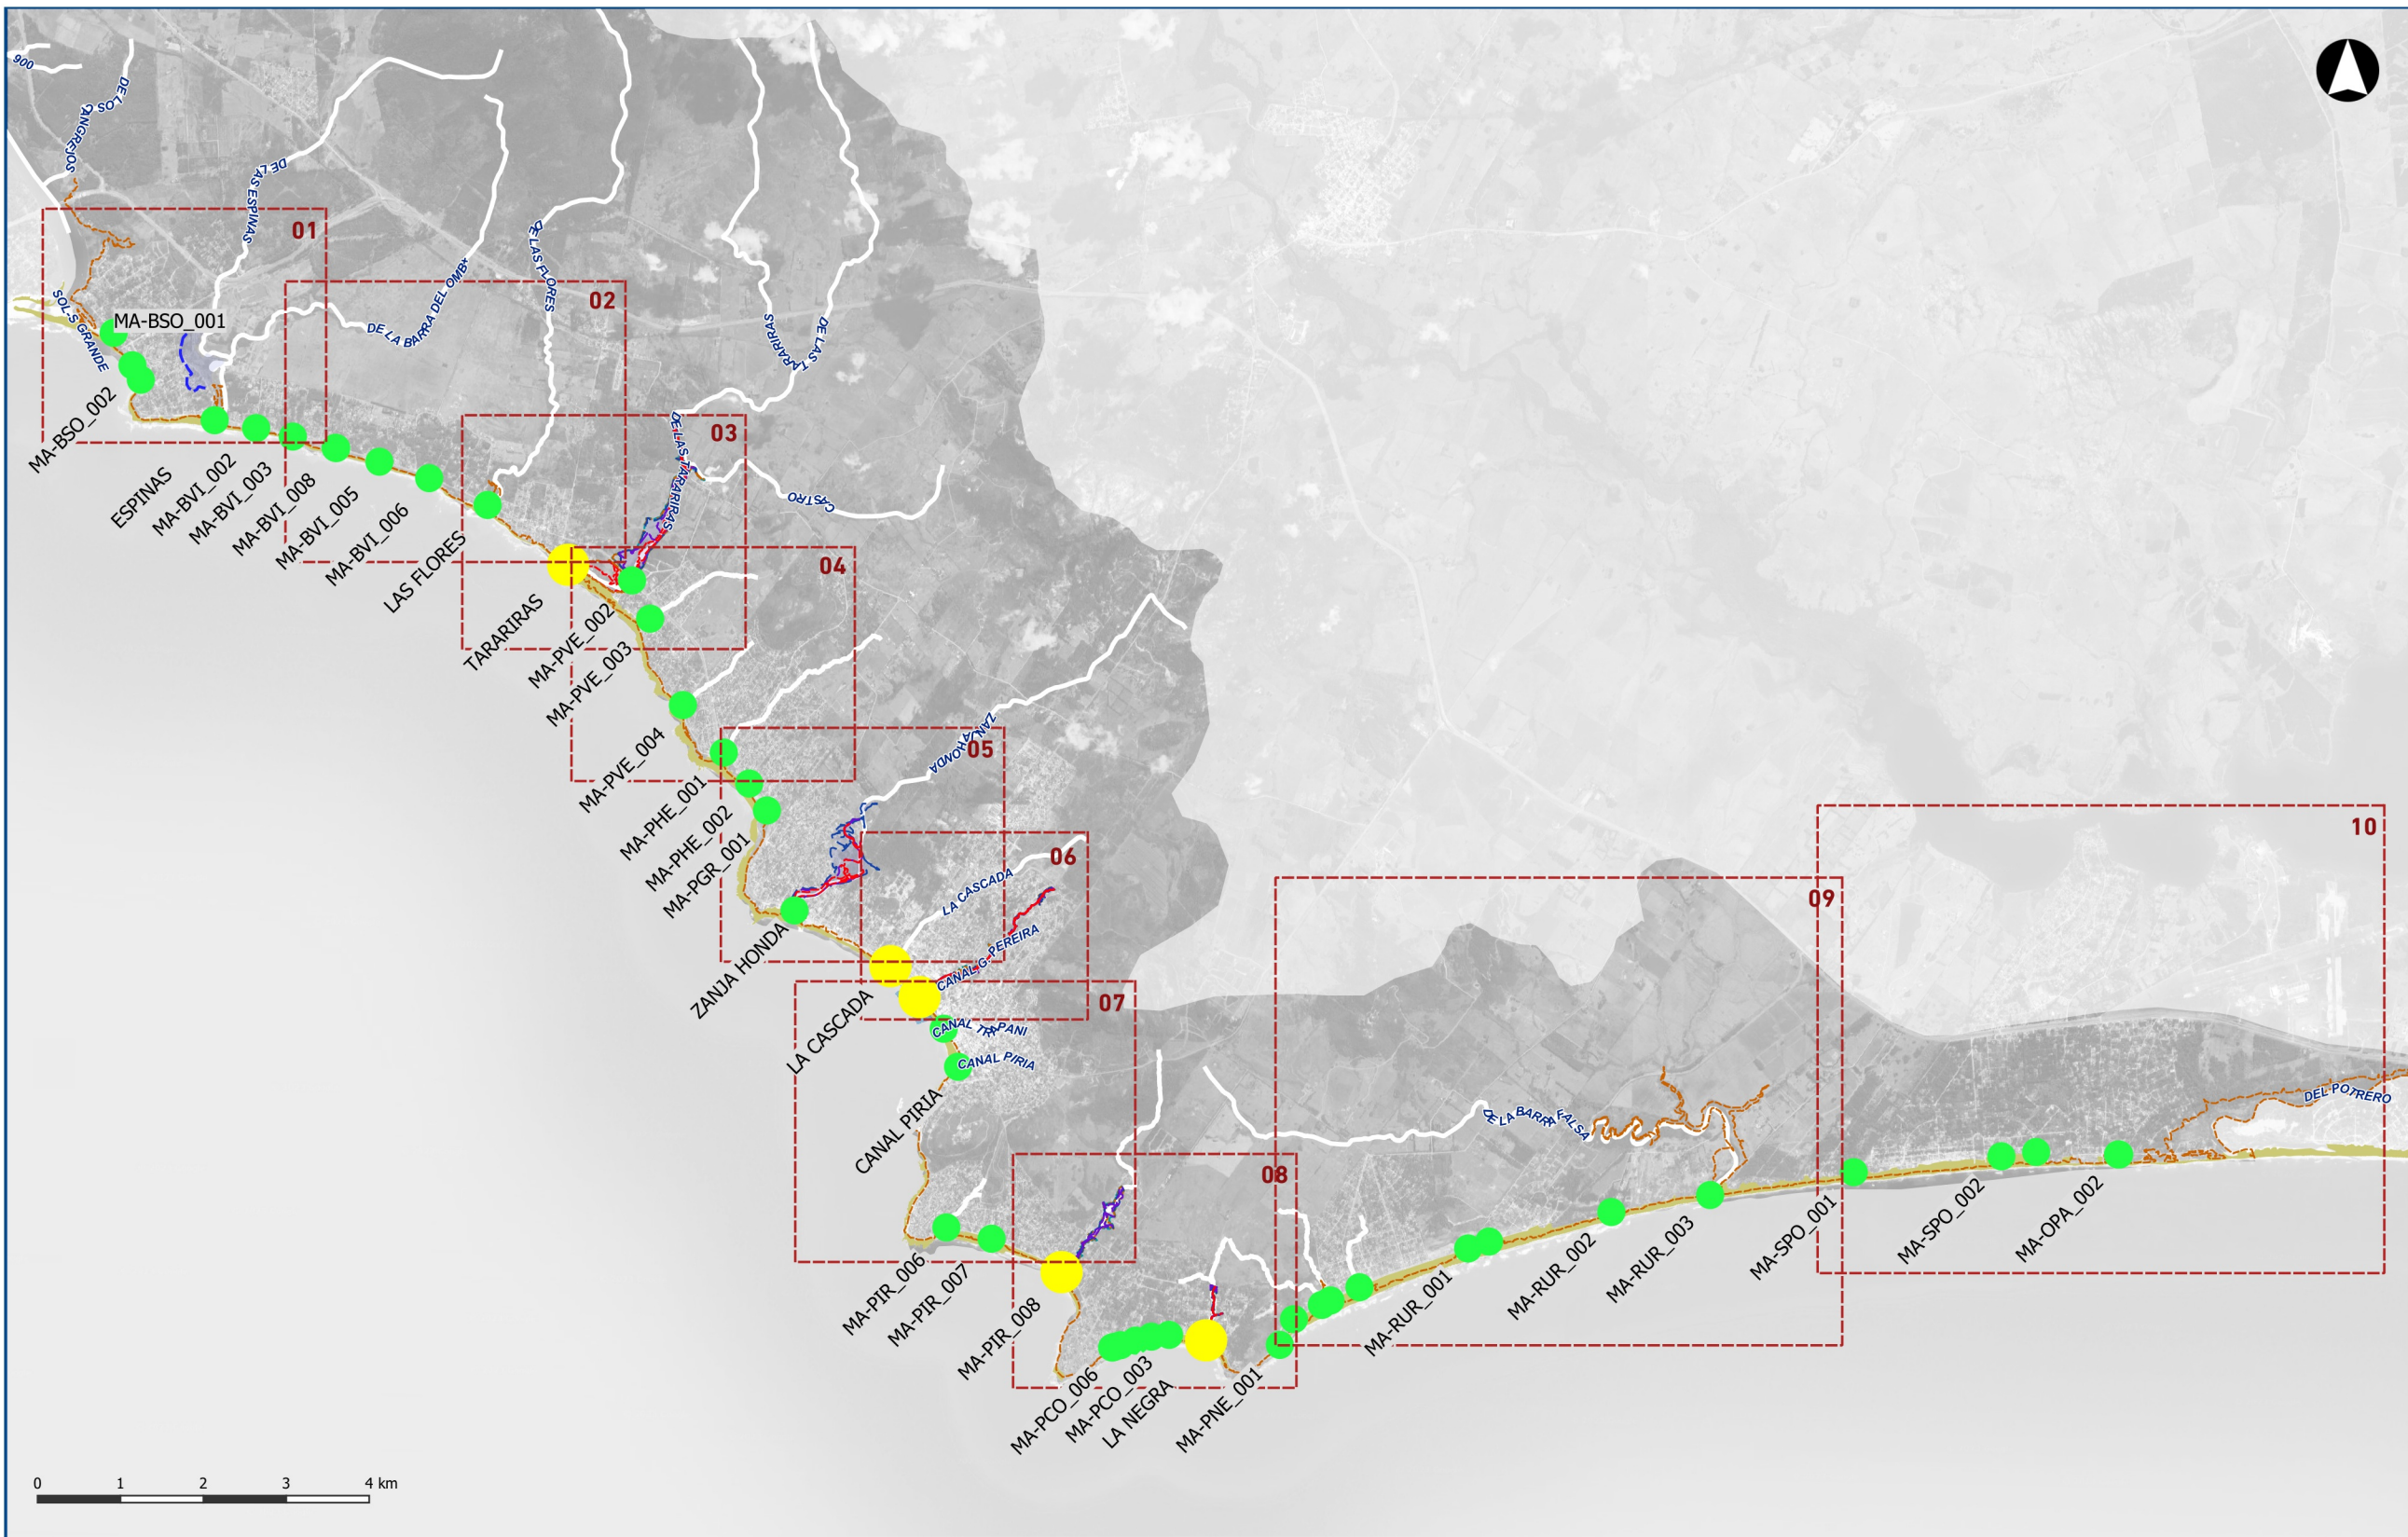 900
DE LOS
CANGREJOS
DE LAS ESPINAS
01
DE LAS FLORES
SOL-S GRANDE
MA-BSO_001
DE LA BARRA DEL OMB*
02
TARARIRAS
DE LAS
MA-BSO_002
DE LAS TARARIRAS
03
ESPINAS
MA-BVI_002
MA-BVI_003
MA-BVI_008
MA-BVI_005
MA-BVI_006
LAS FLORES
CASTRO
04
TARARIRAS
MA-PVE_002
MA-PVE_003
MA-PVE_004
05
ZANJA HONDA
MA-PHE_001
MA-PHE_002
MA-PGR_001
06
LA CASCADA
10
09
ZANJA HONDA
CANAL G. PEREIRA
LA CASCADA
07
CANAL TRAPANI
CANAL PIRIA
CANAL PIRIA
DE LA BARRA FALSA
DEL POTRERO
08
MA-PIR_006
MA-PIR_007
MA-PIR_008
MA-RUR_001
MA-RUR_002
MA-RUR_003
MA-SPO_001
MA-SPO_002
MA-OPA_002
MA-PCO_006
MA-PCO_003
LA NEGRA
MA-PNE_001
0 1 2 3 4 km